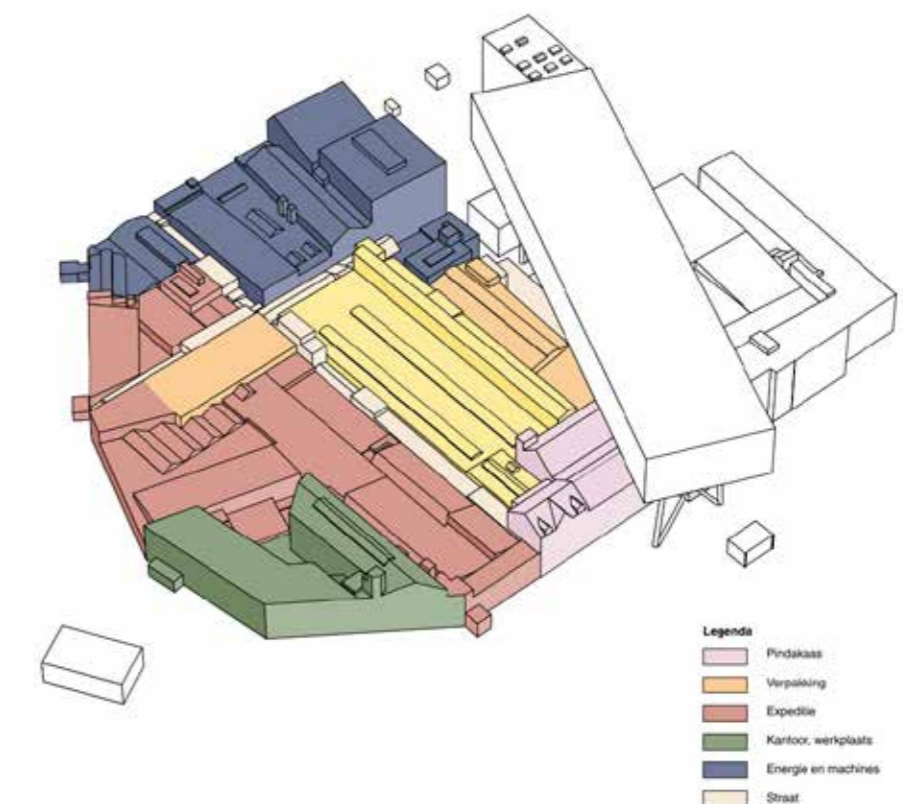 Legenda
Pindakaas
Verpakking
Expeditie
Kantoor, werkplaats
Energie en machines
Straat